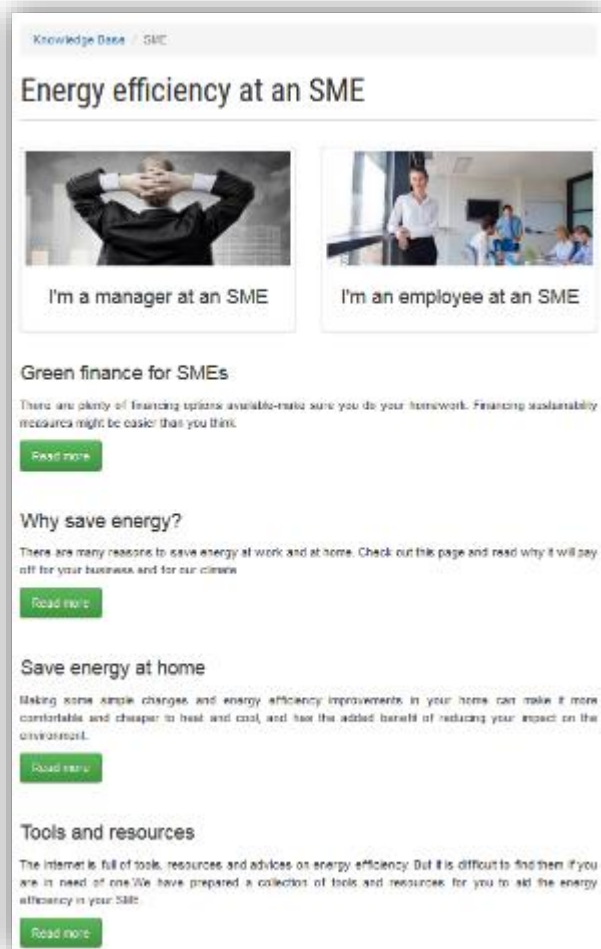 Knowledge Base / SME
Energy efficiency at an SME
I'm a manager at an SME
I'm an employee at an SME
Green finance for SMEs
There are plenty of financing options available-make sure you do your homework. Financing sustainability
measures might be easier than you think.
Read more
Why save energy?
There are many reasons to save energy at work and at home. Check out this page and read why it will pay
off for your business and for our climate
Read more
Save energy at home
Making some simple changes and energy efficiency improvements in your home can make it more
comfortable and cheaper to heat and cool, and has the added benefit of reducing your impact on the
environment.
Read more
Tools and resources
The internet is full of tools, resources and advices on energy efficiency. But it is difficult to find them if you
are in need of one.We have prepared a collection of tools and resources for you to aid the energy
efficiency in your SME
Read more